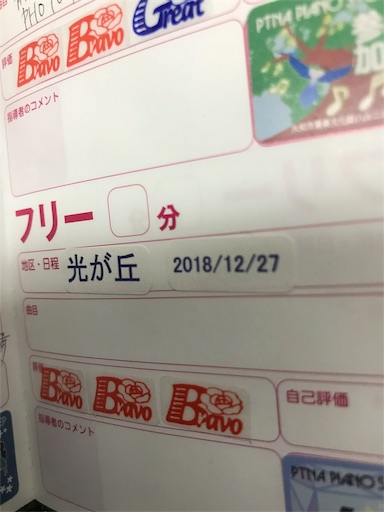 評価 Bravo Bravo Great
PTNA PIANO S
参加
指導者のコメント
フリー 分
地区・日程 光が丘 2018/12/27
曲目
評価 Bravo Bravo Bravo
自己評価
指導者のコメント
PTNA PIANO S